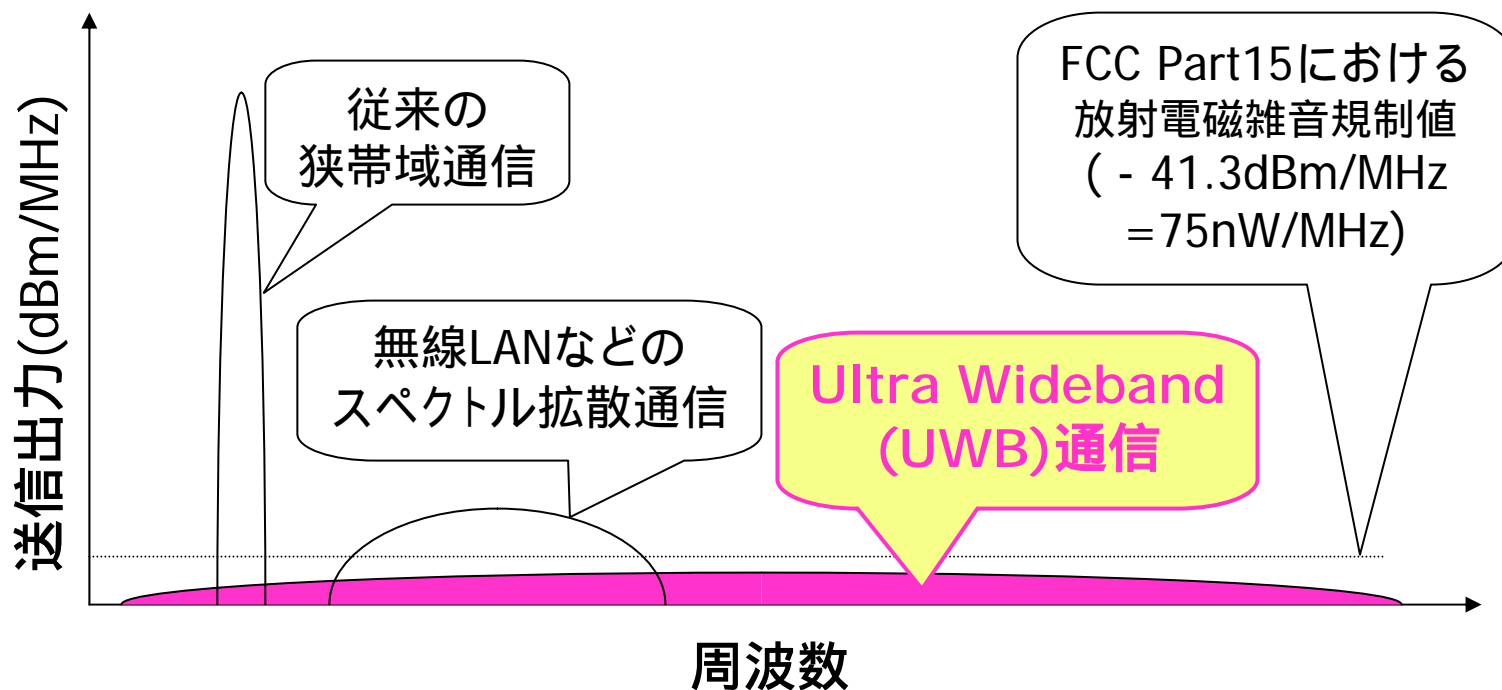 送信出力(dBm/MHz)
従来の
狭帯域通信
無線LANなどの
スペクトル拡散通信
Ultra Wideband
(UWB)通信
FCC Part15における
放射電磁雑音規制値
( - 41.3dBm/MHz
=75nW/MHz)
周波数